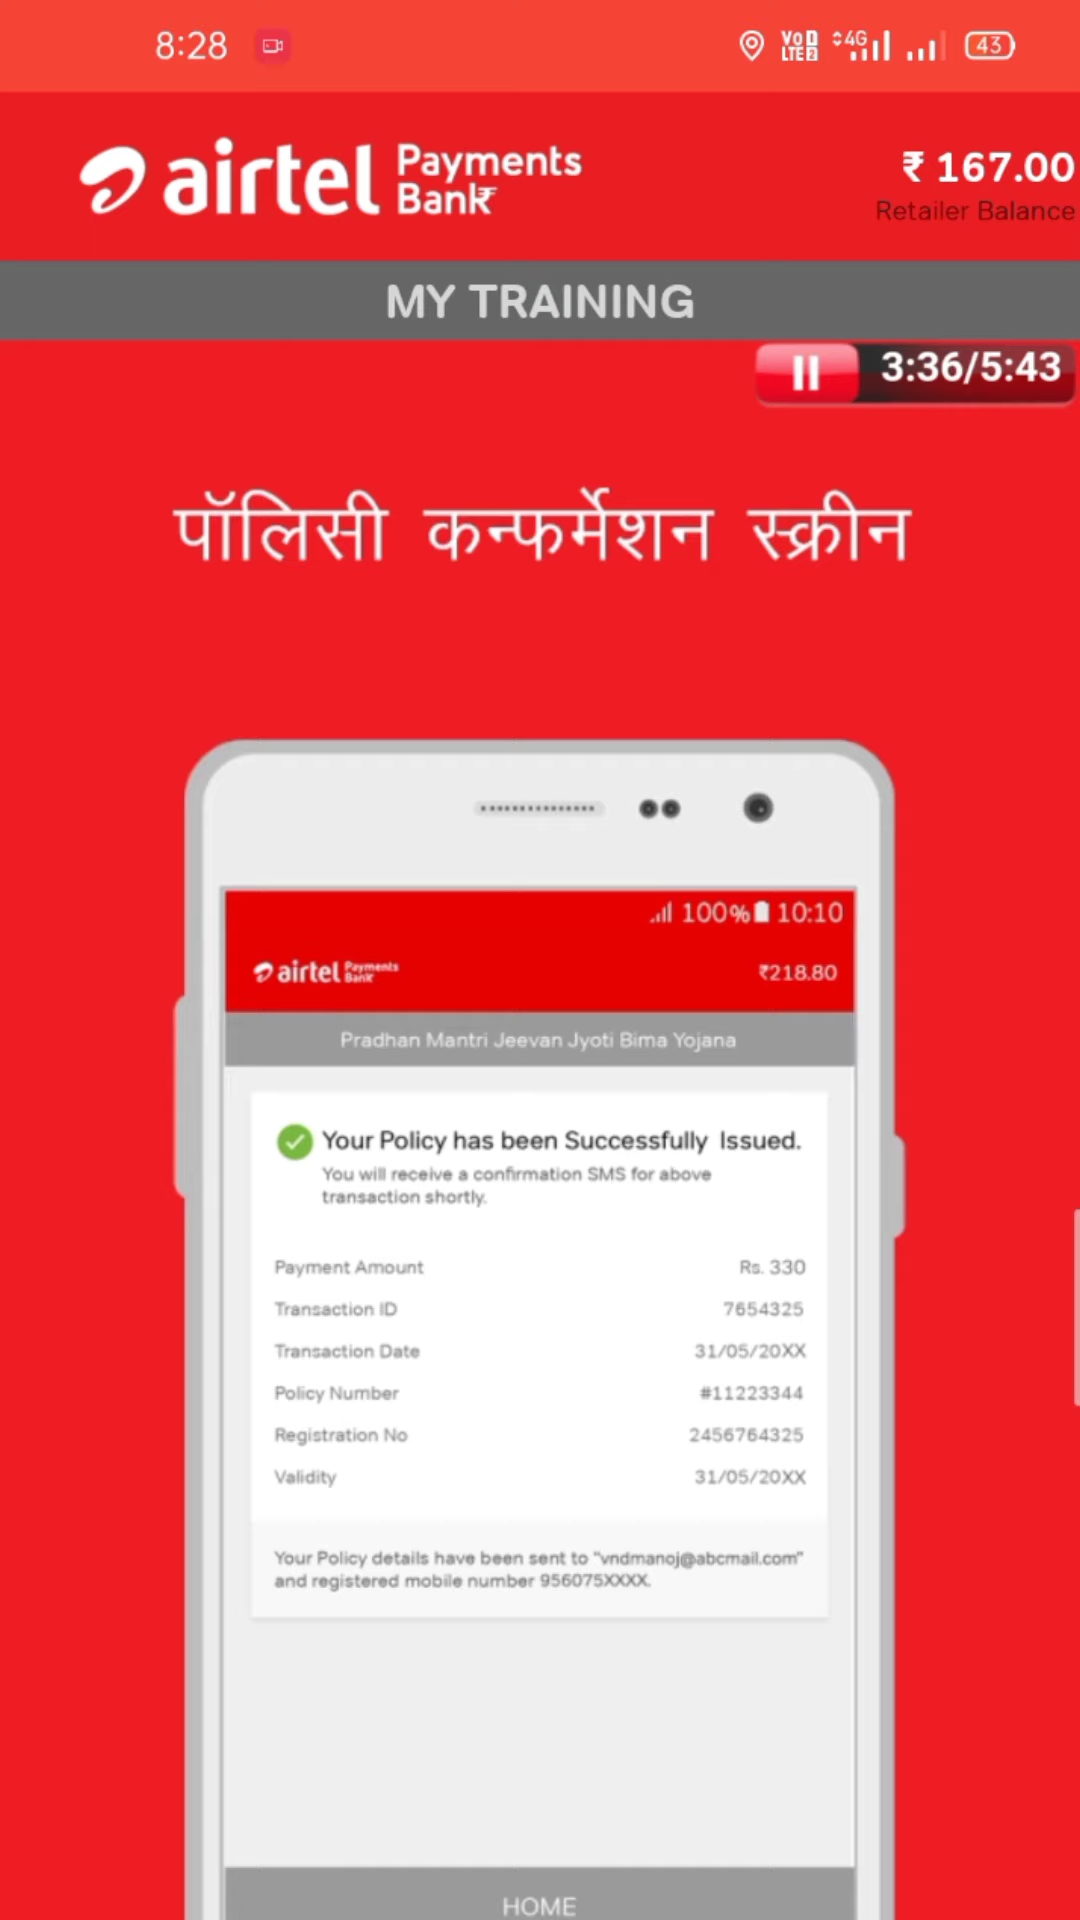 8:28
VoD LTE2 4G 43
airtel Payments Bank
₹ 167.00
Retailer Balance
MY TRAINING
3:36/5:43
पॉलिसी कन्फर्मेशन स्क्रीन
100% 10:10
airtel Payments Bank
₹218.80
Pradhan Mantri Jeevan Jyoti Bima Yojana
Your Policy has been Successfully Issued.
You will receive a confirmation SMS for above
transaction shortly.
Payment Amount Rs. 330
Transaction ID 7654325
Transaction Date 31/05/20XX
Policy Number #11223344
Registration No 2456764325
Validity 31/05/20XX
Your Policy details have been sent to "vndmanoj@abcmail.com"
and registered mobile number 956075XXXX.
HOME